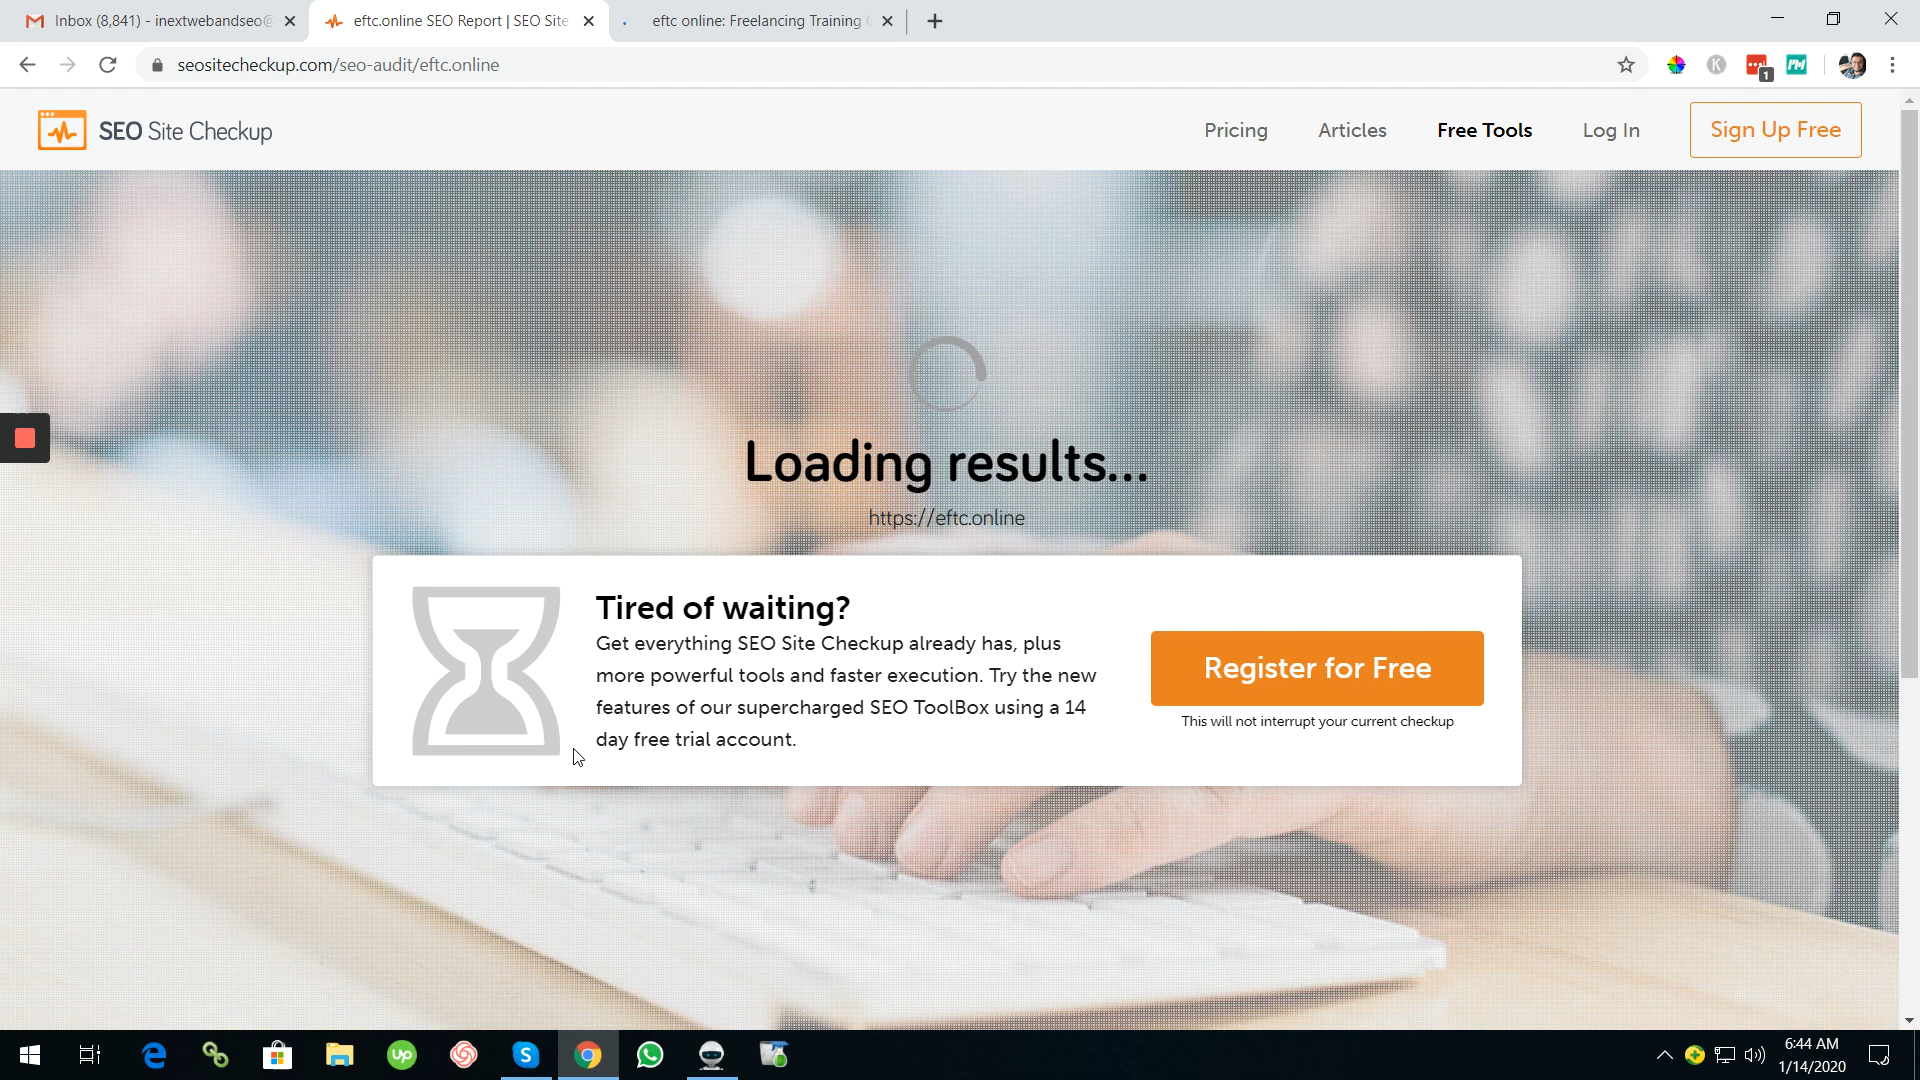 Inbox (8,841) - inextwebandseo@
eftc.online SEO Report | SEO Site
eftc online: Freelancing Training
seositecheckup.com/seo-audit/eftc.online
K
1
SEO Site Checkup
Pricing
Articles
Free Tools
Log In
Sign Up Free
Loading results...
https://eftc.online
Tired of waiting?
Get everything SEO Site Checkup already has, plus
more powerful tools and faster execution. Try the new
features of our supercharged SEO ToolBox using a 14
day free trial account.
Register for Free
This will not interrupt your current checkup
up
6:44 AM
1/14/2020